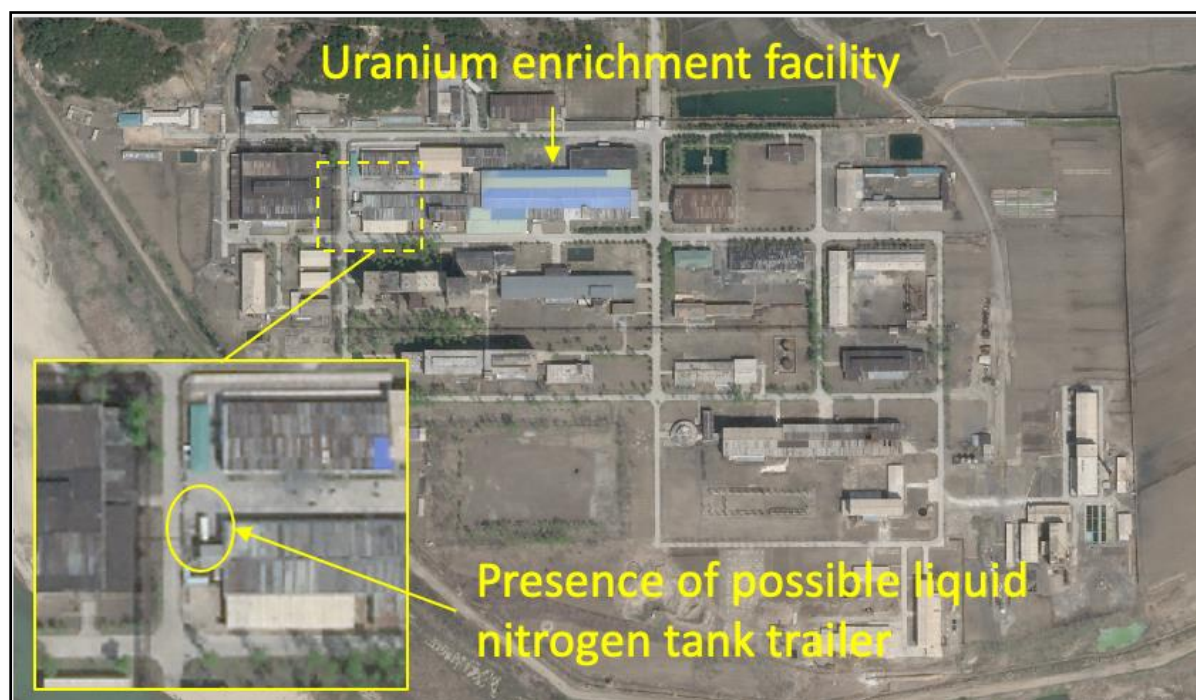 Uranium enrichment facility
Presence of possible liquid
nitrogen tank trailer